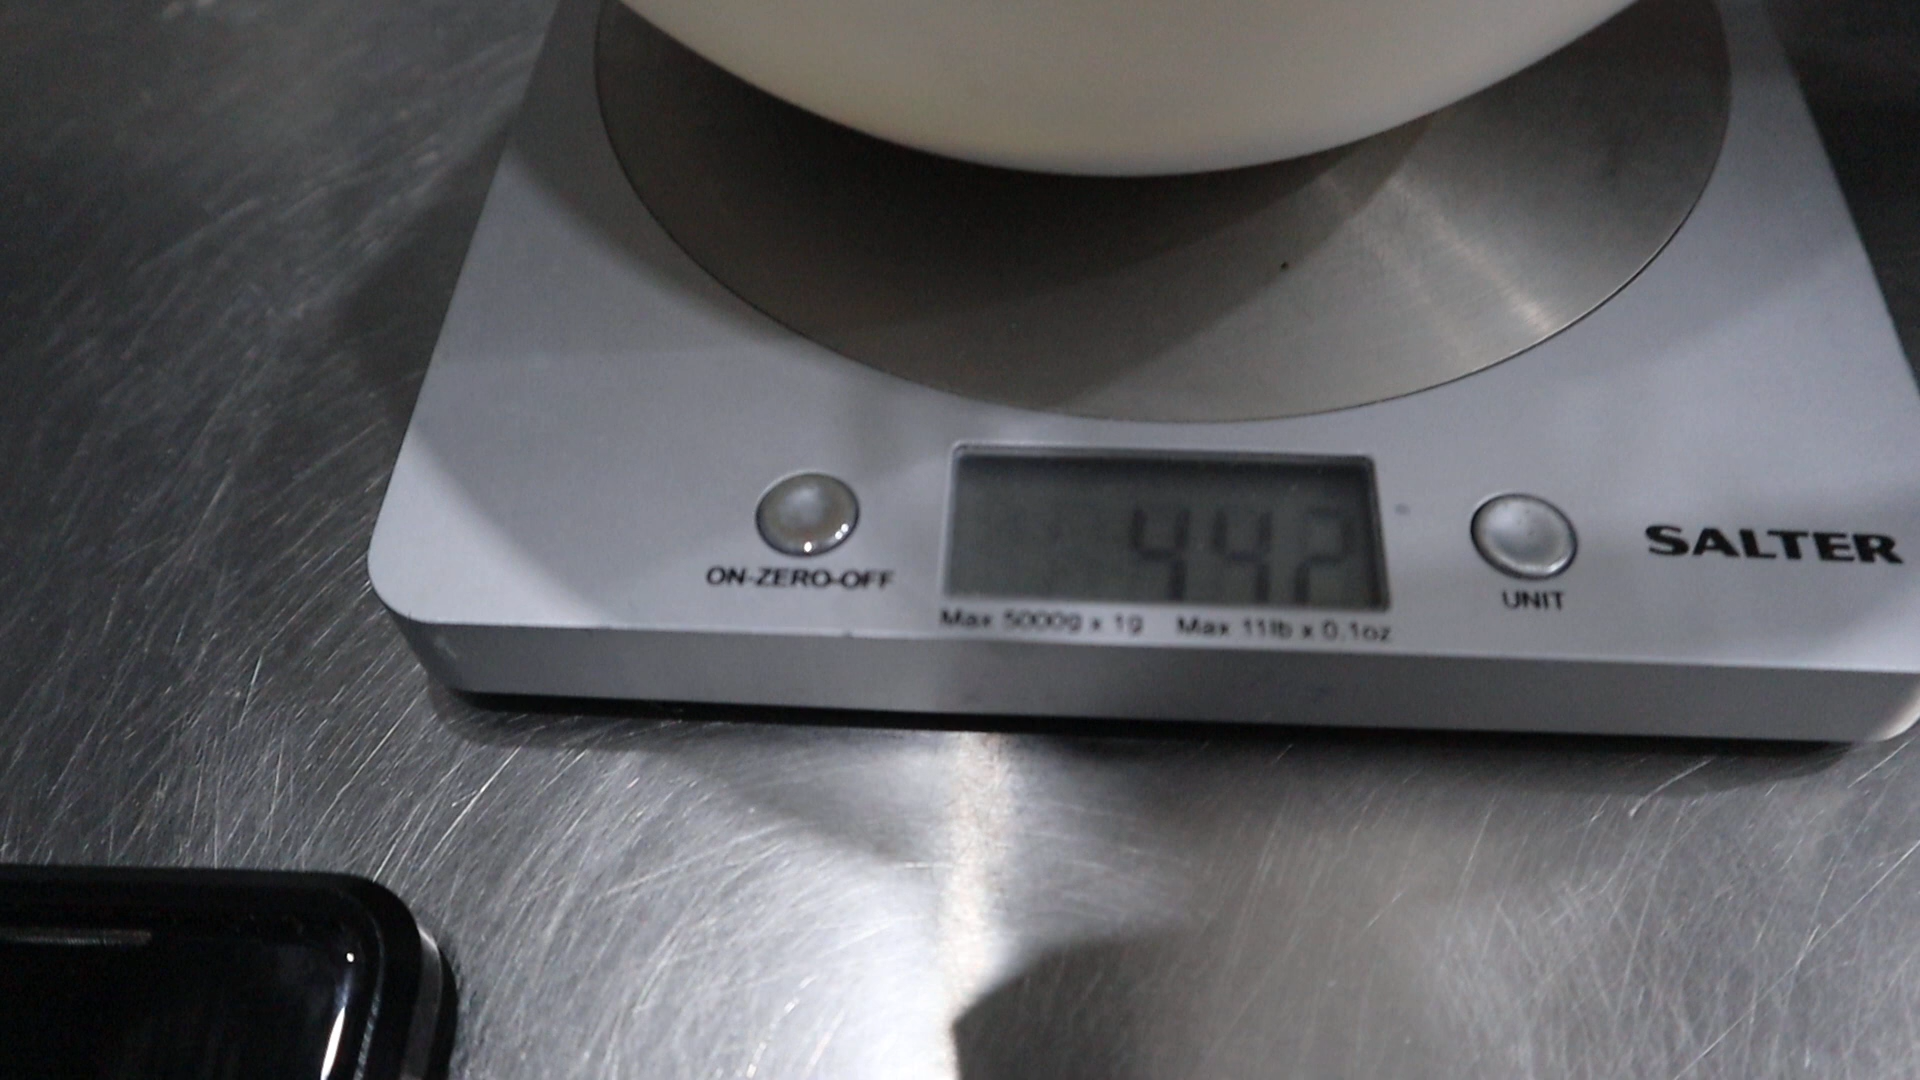 442
ON-ZERO-OFF
UNIT
SALTER
Max 5000g x 1g Max 11lb x 0.1oz